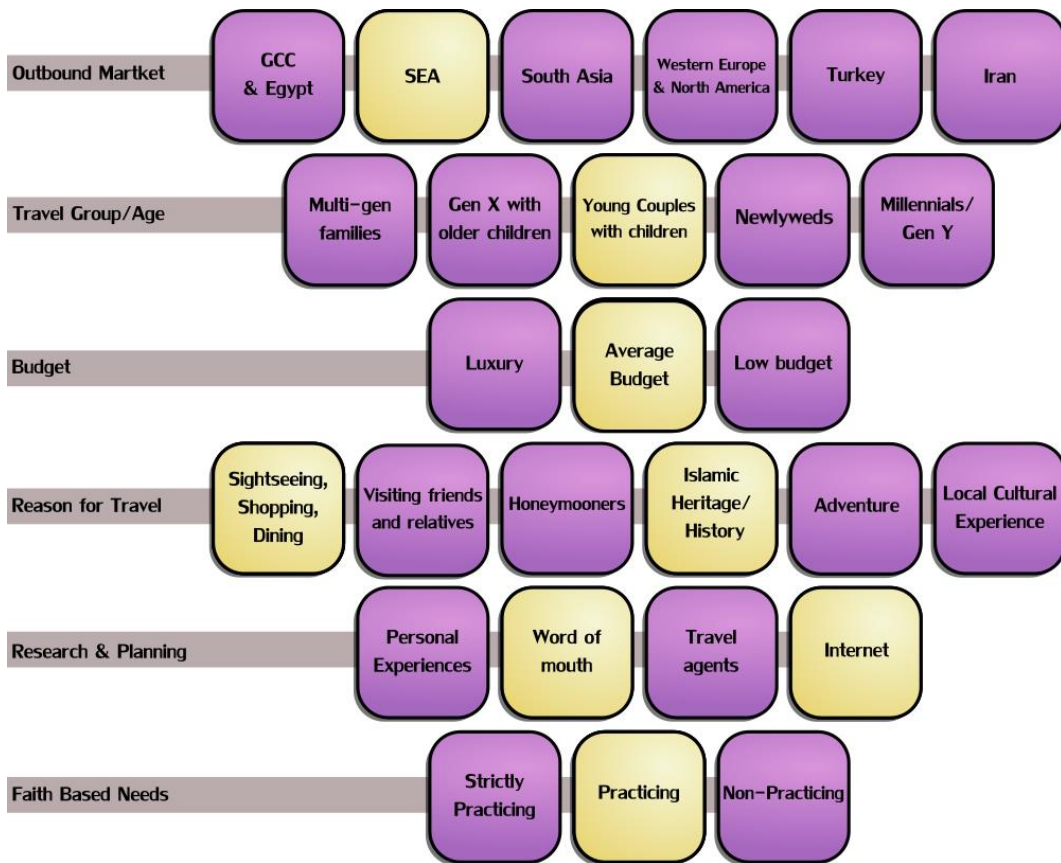 Outbound Martket
GCC
& Egypt
SEA
South Asia
Western Europe
& North America
Turkey
Iran
Travel Group/Age
Multi-gen
families
Gen X with
older children
Young Couples
with children
Newlyweds
Millennials/
Gen Y
Budget
Luxury
Average
Budget
Low budget
Reason for Travel
Sightseeing,
Shopping,
Dining
Visiting friends
and relatives
Honeymooners
Islamic
Heritage/
History
Adventure
Local Cultural
Experience
Research & Planning
Personal
Experiences
Word of
mouth
Travel
agents
Internet
Faith Based Needs
Strictly
Practicing
Practicing
Non-Practicing